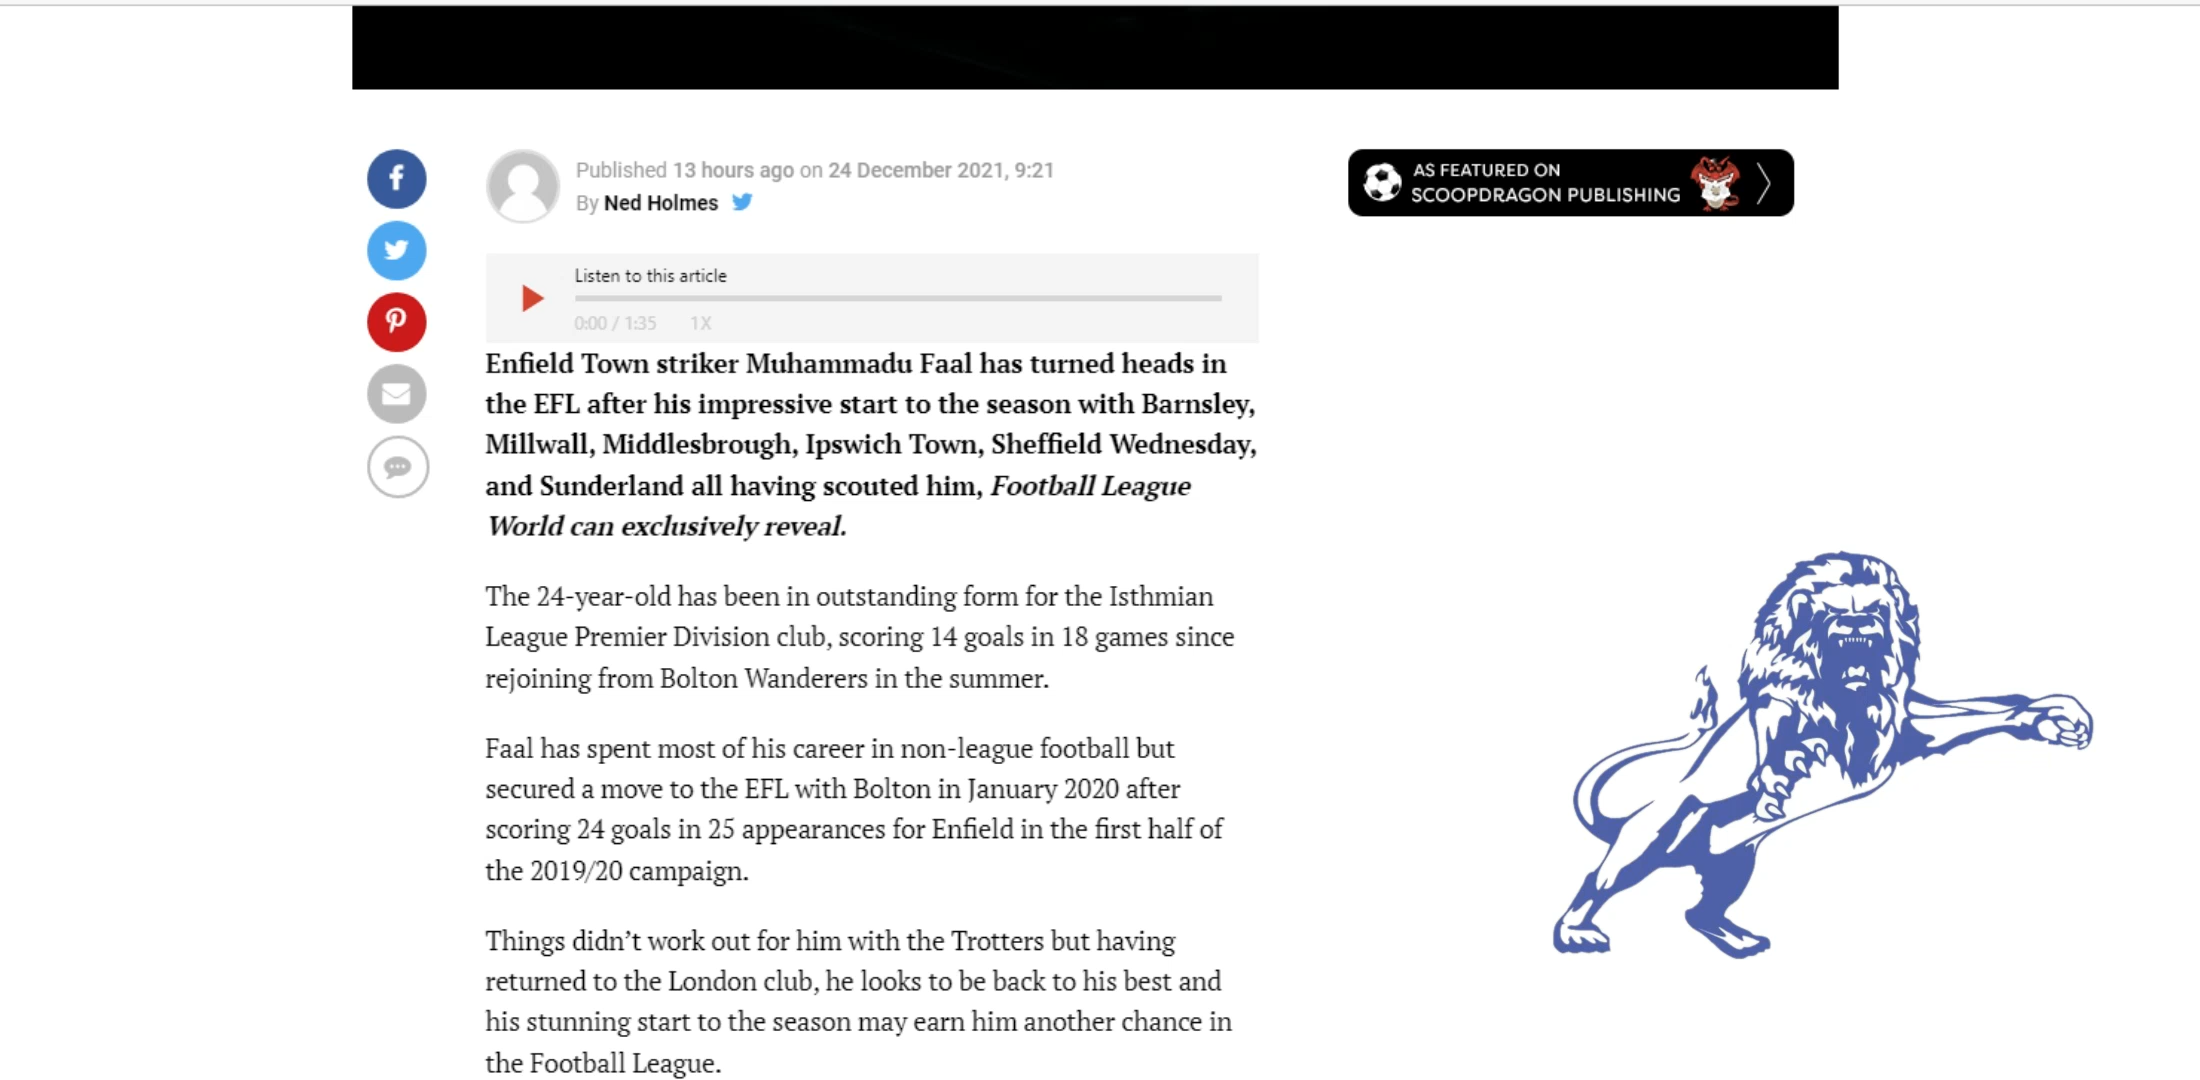 Published 13 hours ago on 24 December 2021, 9:21
By Ned Holmes
AS FEATURED ON
SCOOPDRAGON PUBLISHING
Listen to this article
0:00 / 1:35 1X
Enfield Town striker Muhammadu Faal has turned heads in
the EFL after his impressive start to the season with Barnsley,
Millwall, Middlesbrough, Ipswich Town, Sheffield Wednesday,
and Sunderland all having scouted him, Football League
World can exclusively reveal.
The 24-year-old has been in outstanding form for the Isthmian
League Premier Division club, scoring 14 goals in 18 games since
rejoining from Bolton Wanderers in the summer.
Faal has spent most of his career in non-league football but
secured a move to the EFL with Bolton in January 2020 after
scoring 24 goals in 25 appearances for Enfield in the first half of
the 2019/20 campaign.
Things didn’t work out for him with the Trotters but having
returned to the London club, he looks to be back to his best and
his stunning start to the season may earn him another chance in
the Football League.